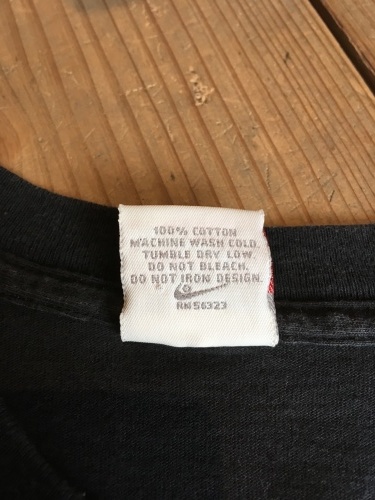 100% COTTON
MACHINE WASH COLD.
TUMBLE DRY LOW.
DO NOT BLEACH.
DO NOT IRON DESIGN.
RN 56323